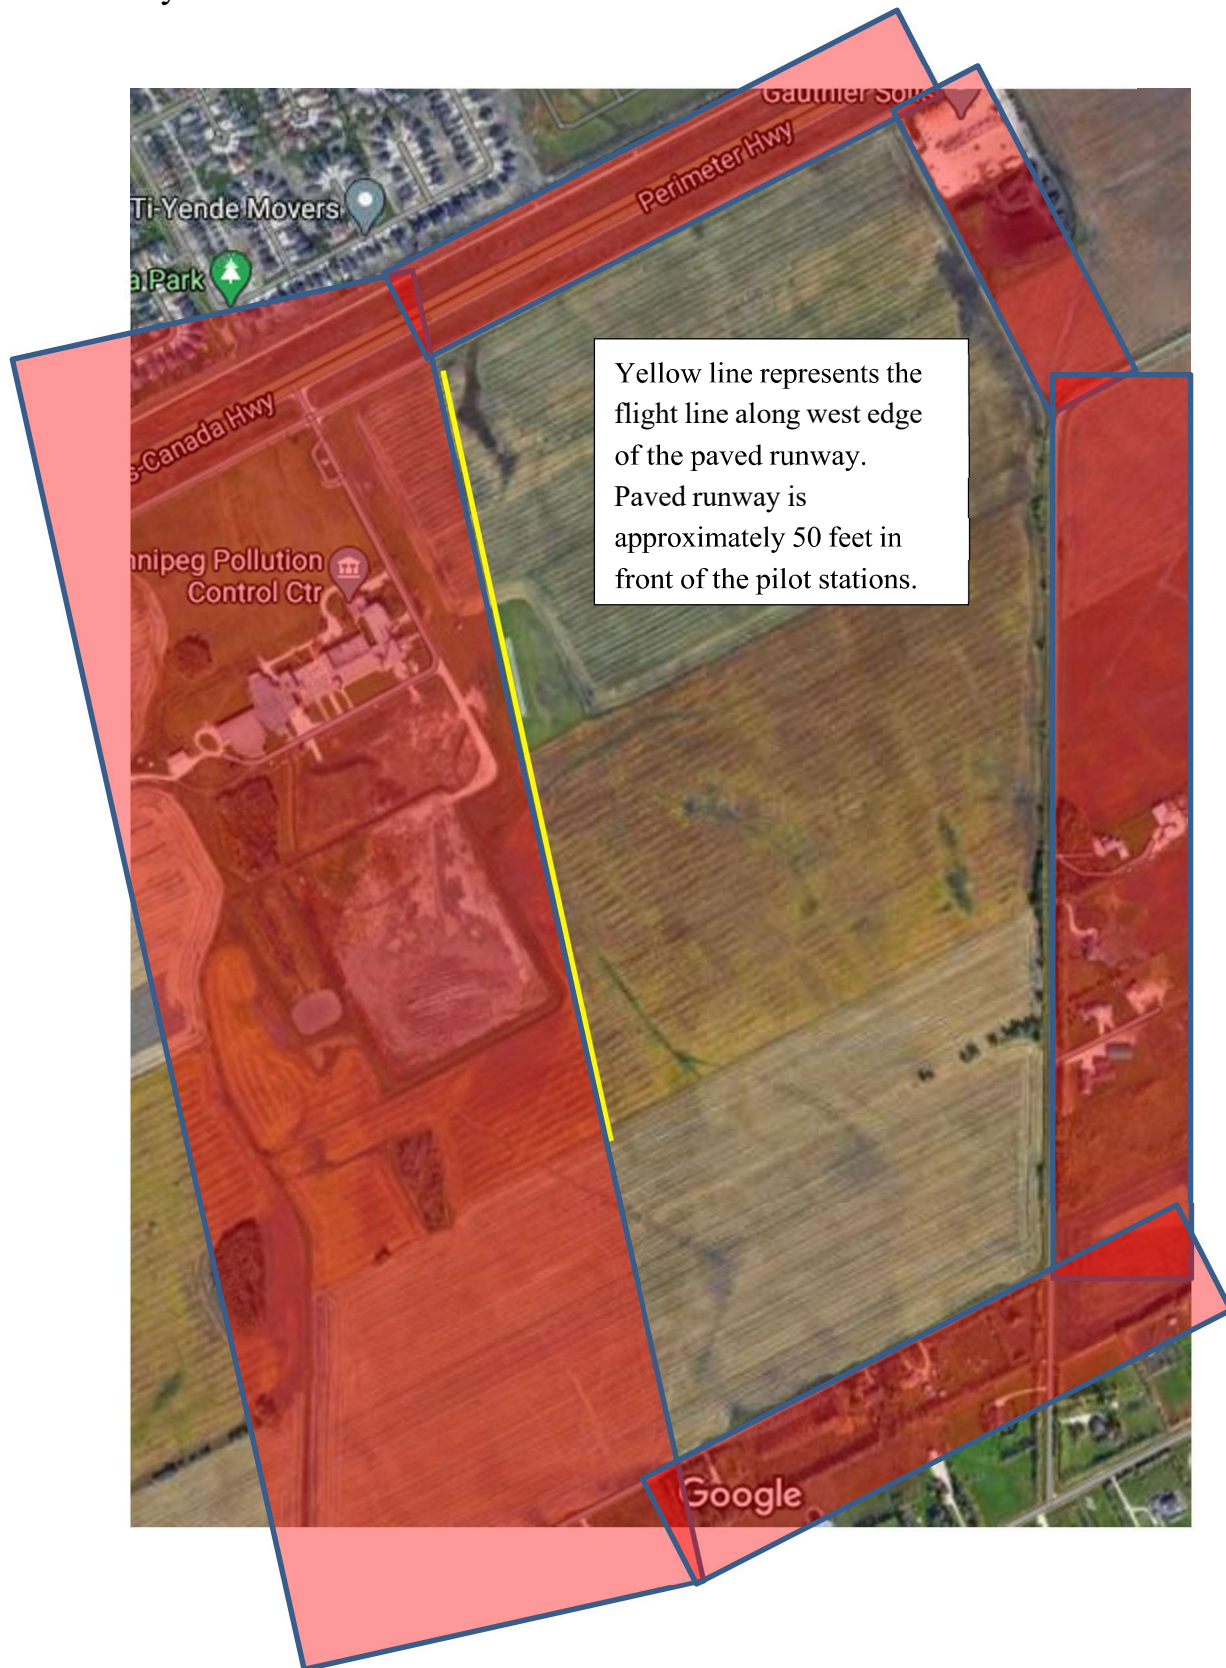 Gauthier
Perimeter Hwy
Ti-Yende Movers
a Park
s-Canada Hwy
nnipeg Pollution
Control Ctr
Yellow line represents the
flight line along west edge
of the paved runway.
Paved runway is
approximately 50 feet in
front of the pilot stations.
Google